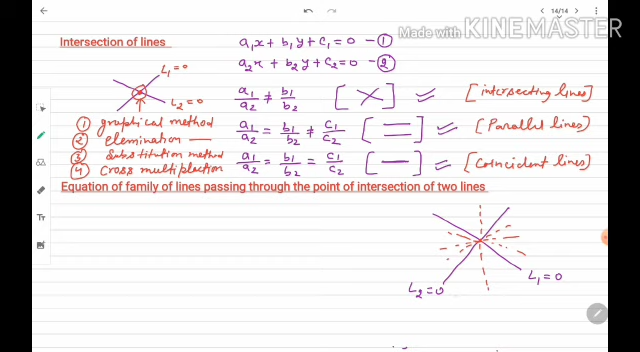 14/14
Made with KINEMASTER
Intersection of lines
a₁x + b₁y + c₁ = 0 — ①
a₂x + b₂y + c₂ = 0 — ②
L₁ = 0
L₂ = 0
a₁/a₂ ≠ b₁/b₂ [intersecting lines]
① graphical method
② elemination —
a₁/a₂ = b₁/b₂ ≠ c₁/c₂ [Parallel lines]
③ Substitution method
④ Cross multiplection
a₁/a₂ = b₁/b₂ = c₁/c₂ [Coincident lines]
Equation of family of lines passing through the point of intersection of two lines
L₁ = 0
L₂ = 0
Tт